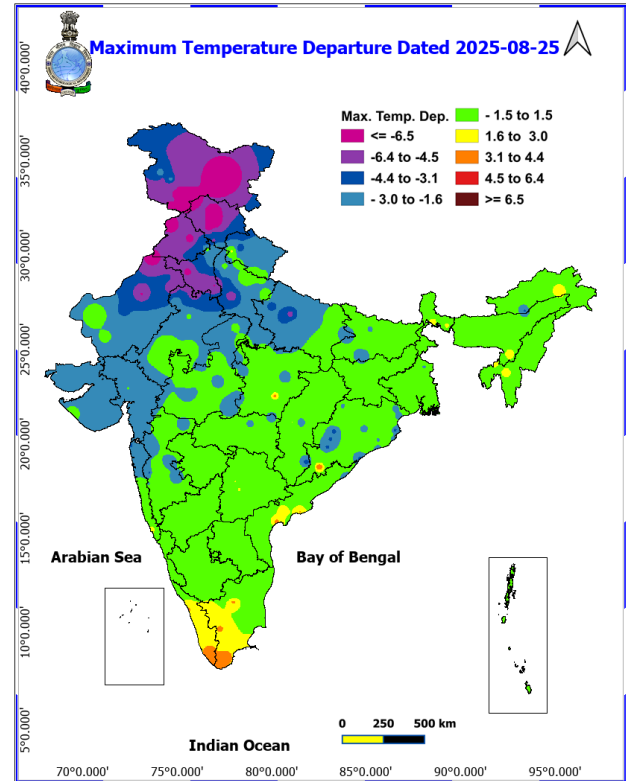 Maximum Temperature Departure Dated 2025-08-25
Max. Temp. Dep.
<= -6.5
-6.4 to -4.5
-4.4 to -3.1
- 3.0 to -1.6
- 1.5 to 1.5
1.6 to 3.0
3.1 to 4.4
4.5 to 6.4
>= 6.5
40°0.000'
35°0.000'
30°0.000'
25°0.000'
20°0.000'
15°0.000'
10°0.000'
5°0.000'
Arabian Sea
Bay of Bengal
0 250 500 km
Indian Ocean
70°0.000' 75°0.000' 80°0.000' 85°0.000' 90°0.000' 95°0.000'